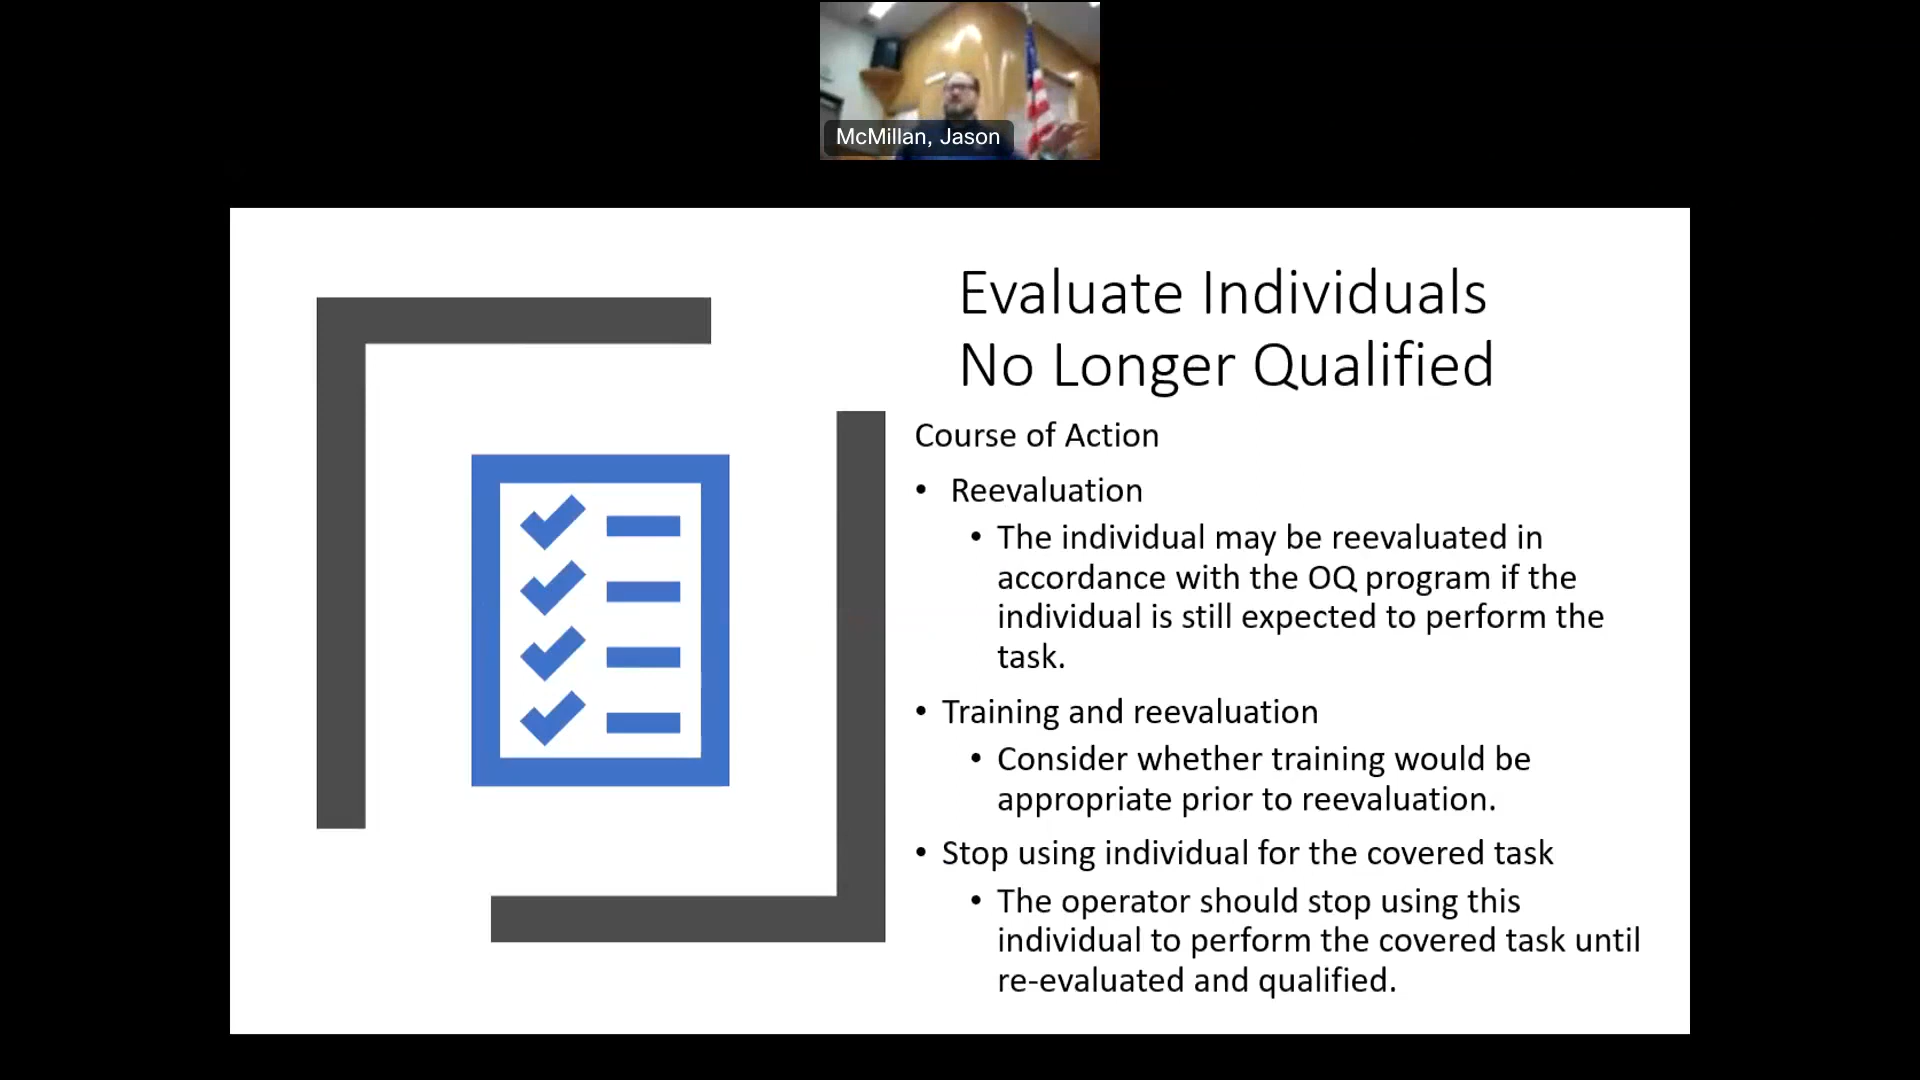 McMillan, Jason
Evaluate Individuals
No Longer Qualified
Course of Action
• Reevaluation
• The individual may be reevaluated in
accordance with the OQ program if the
individual is still expected to perform the
task.
• Training and reevaluation
• Consider whether training would be
appropriate prior to reevaluation.
• Stop using individual for the covered task
• The operator should stop using this
individual to perform the covered task until
re-evaluated and qualified.